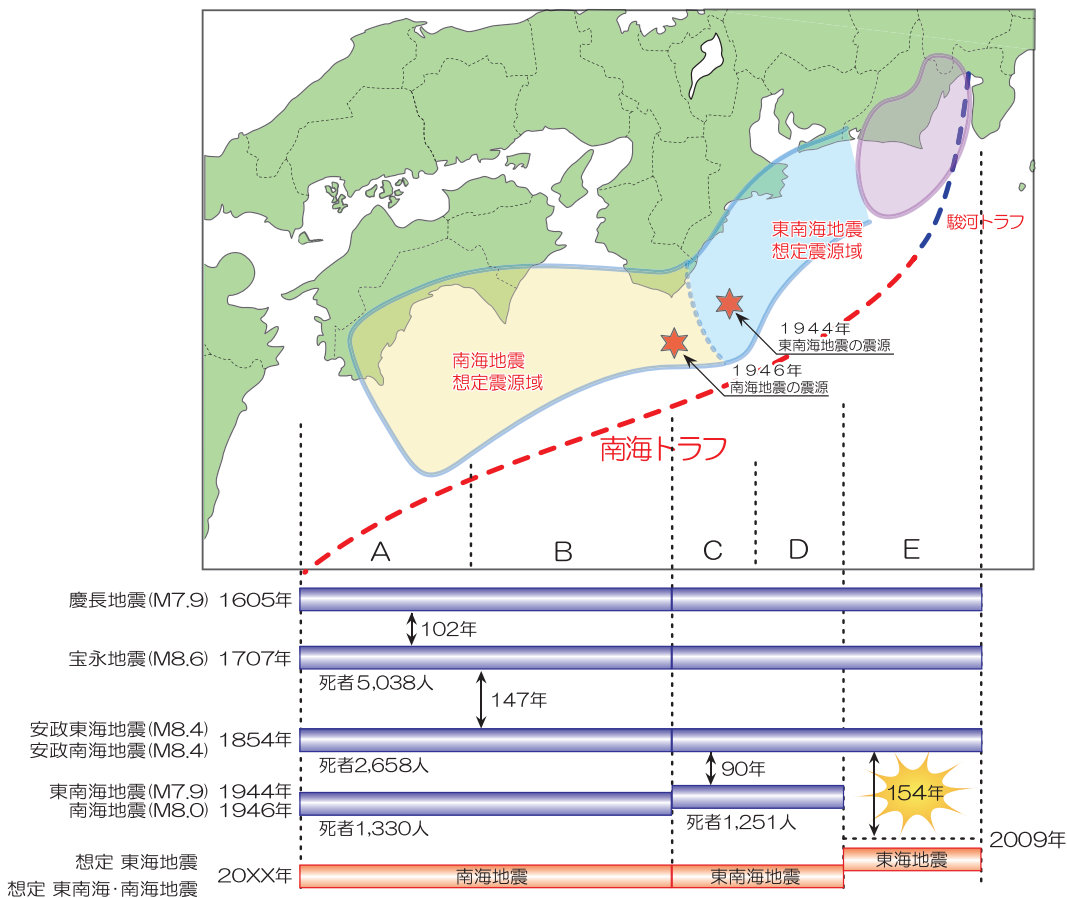 駿河トラフ
東南海地震
想定震源域
1944年
東南海地震の震源
南海地震
想定震源域
1946年
南海地震の震源
南海トラフ
A B C D E
慶長地震(M7.9) 1605年
102年
宝永地震(M8.6) 1707年
死者5,038人
147年
安政東海地震(M8.4)
安政南海地震(M8.4)
1854年
死者2,658人
90年
東南海地震(M7.9) 1944年
南海地震(M8.0) 1946年
154年
死者1,330人
死者1,251人
2009年
想定 東海地震
東海地震
想定 東南海・南海地震
20XX年
南海地震
東南海地震